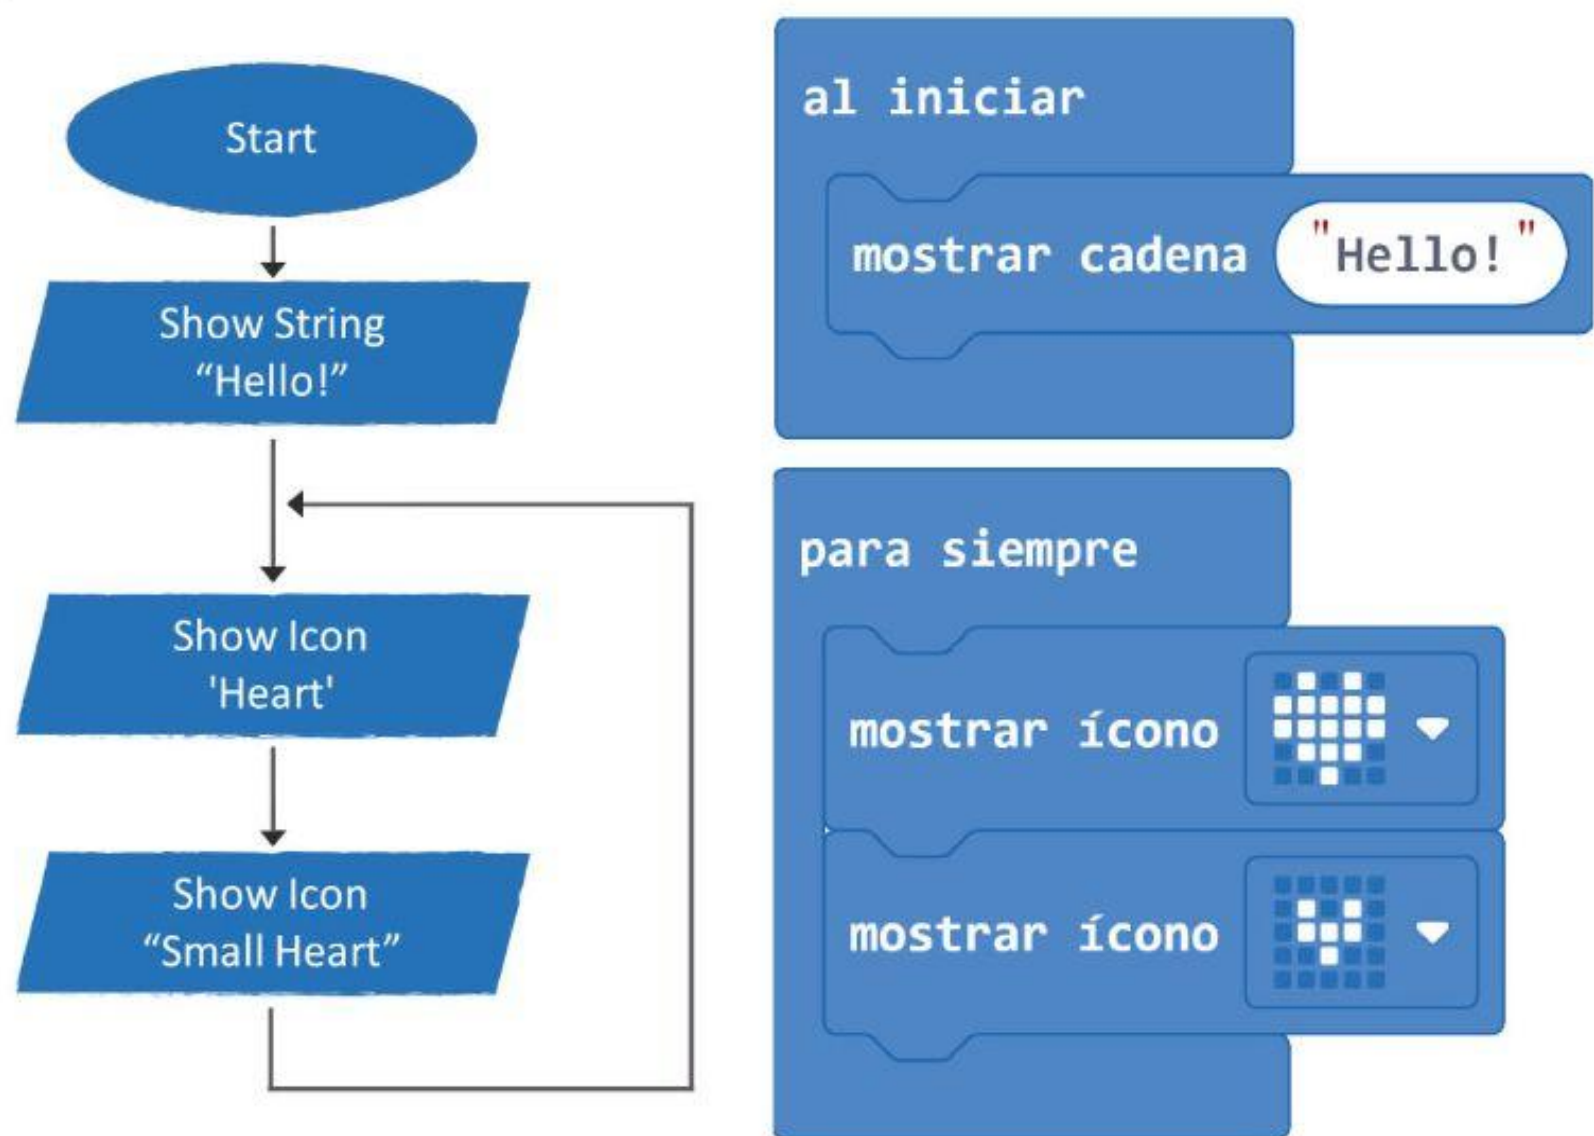 Start
Show String
“Hello!”
Show Icon
'Heart'
Show Icon
“Small Heart”
al iniciar
mostrar cadena "Hello!"
para siempre
mostrar ícono
mostrar ícono